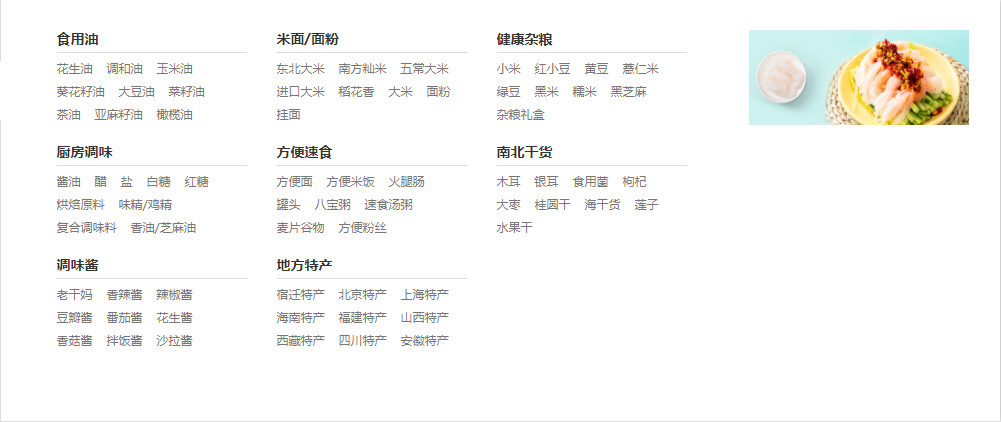 食用油
花生油 调和油 玉米油
葵花籽油 大豆油 菜籽油
茶油 亚麻籽油 橄榄油
米面/面粉
东北大米 南方籼米 五常大米
进口大米 稻花香 大米 面粉
挂面
健康杂粮
小米 红小豆 黄豆 薏仁米
绿豆 黑米 糯米 黑芝麻
杂粮礼盒
厨房调味
酱油 醋 盐 白糖 红糖
烘焙原料 味精/鸡精
复合调味料 香油/芝麻油
方便速食
方便面 方便米饭 火腿肠
罐头 八宝粥 速食汤粥
麦片谷物 方便粉丝
南北干货
木耳 银耳 食用菌 枸杞
大枣 桂圆干 海干货 莲子
水果干
调味酱
老干妈 香辣酱 辣椒酱
豆瓣酱 番茄酱 花生酱
香菇酱 拌饭酱 沙拉酱
地方特产
宿迁特产 北京特产 上海特产
海南特产 福建特产 山西特产
西藏特产 四川特产 安徽特产